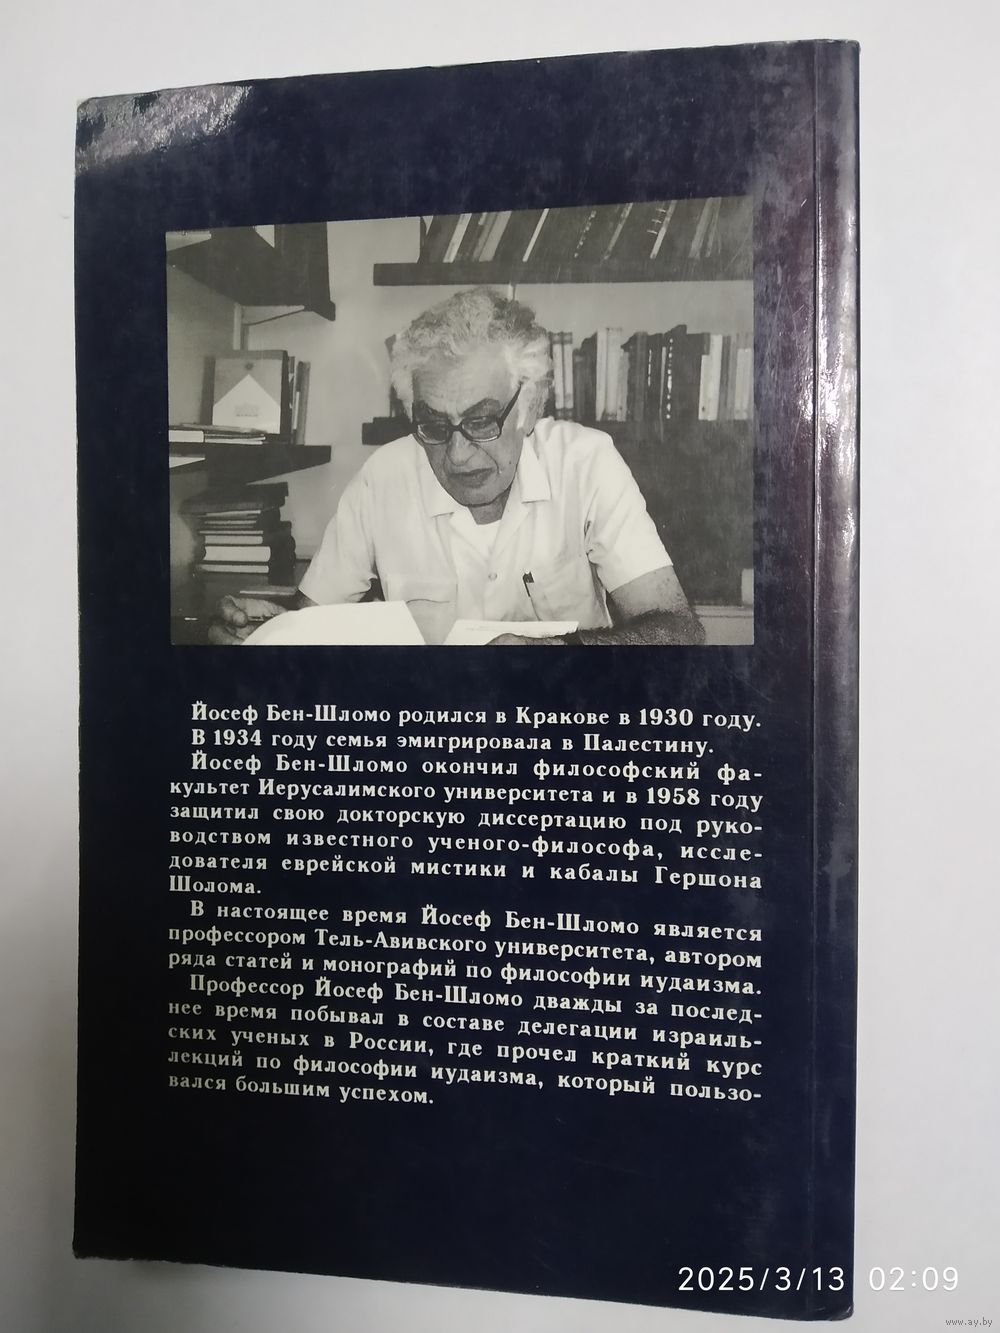 Йосеф Бен-Шломо родился в Кракове в 1930 году.
В 1934 году семья эмигрировала в Палестину.
Йосеф Бен-Шломо окончил философский фа-
культет Иерусалимского университета и в 1958 году
защитил свою докторскую диссертацию под руко-
водством известного ученого-философа, иссле-
дователя еврейской мистики и кабалы Гершона
Шолома.
В настоящее время Йосеф Бен-Шломо является
профессором Тель-Авивского университета, автором
ряда статей и монографий по философии иудаизма.
Профессор Йосеф Бен-Шломо дважды за послед-
нее время побывал в составе делегации израиль-
ских ученых в России, где прочел краткий курс
лекций по философии иудаизма, который пользо-
вался большим успехом.
2025/3/13 02:09
www.ay.by